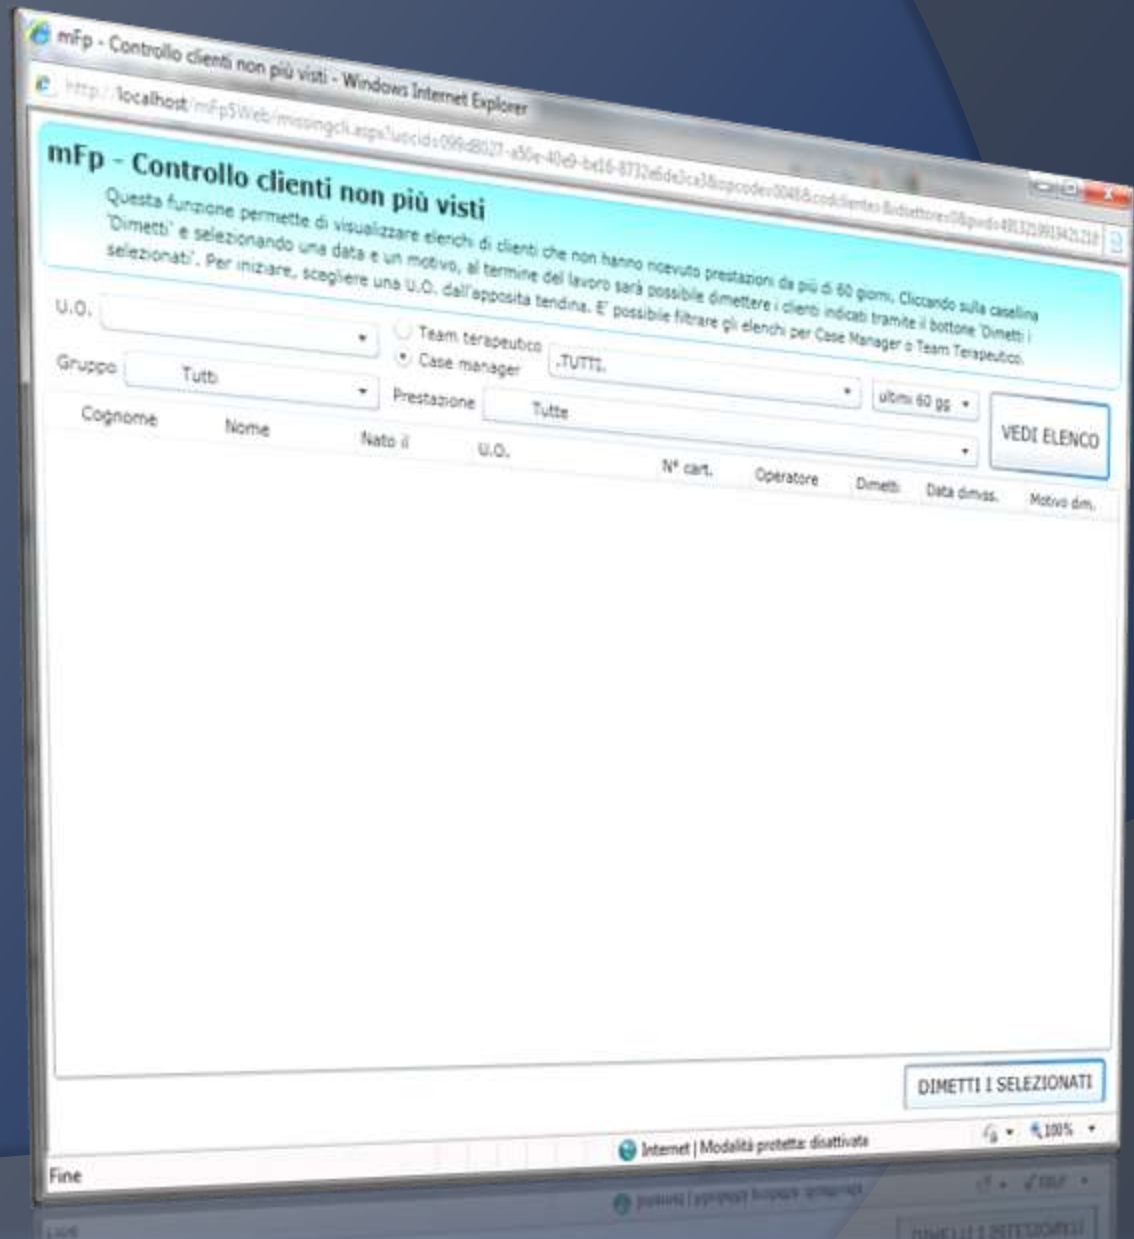 mFp - Controllo clienti non più visti - Windows Internet Explorer
http://localhost/mFp5Web/missingcli.aspx?
mFp - Controllo clienti non più visti
Questa funzione permette di visualizzare elenchi di clienti che non hanno ricevuto prestazioni da più di 60 giorni. Cliccando sulla casellina
'Dimetti' e selezionando una data e un motivo, al termine del lavoro sarà possibile dimettere i clienti indicati tramite il bottone 'Dimetti i
selezionati'. Per iniziare, scegliere una U.O. dall'apposita tendina. E' possibile filtrare gli elenchi per Case Manager o Team Terapeutico.
U.O.
Team terapeutico
Case manager
.TUTTI.
ultimi 60 gg
VEDI ELENCO
Gruppo Tutti
Prestazione Tutte
Cognome Nome Nato il U.O. N° cart. Operatore Dimetti Data dimiss. Motivo dim.
DIMETTI I SELEZIONATI
Fine
Internet | Modalità protetta: disattivata
100%